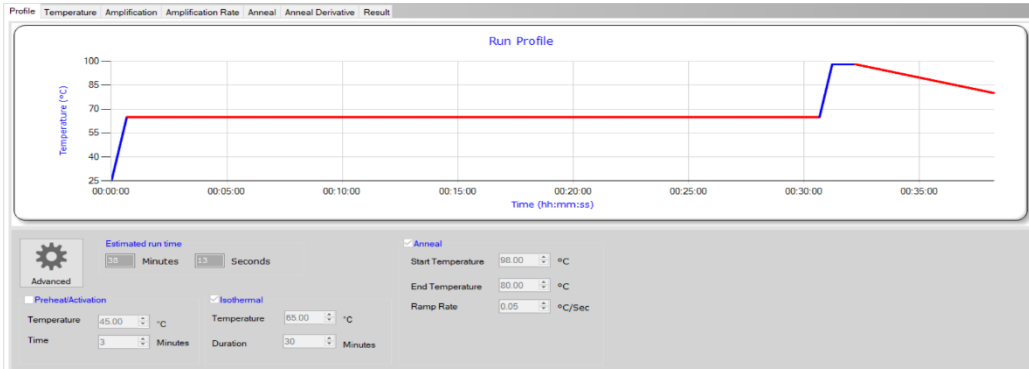 Profile Temperature Amplification Amplification Rate Anneal Anneal Derivative Result
Run Profile
Temperature (°C)
100
85
70
55
40
25
00:00:00 00:05:00 00:10:00 00:15:00 00:20:00 00:25:00 00:30:00 00:35:00
Time (hh:mm:ss)
Advanced
Estimated run time
38 Minutes 13 Seconds
Preheat/Activation
Temperature 45.00 °C
Time 3 Minutes
Isothermal
Temperature 65.00 °C
Duration 30 Minutes
Anneal
Start Temperature 98.00 °C
End Temperature 80.00 °C
Ramp Rate 0.05 °C/Sec